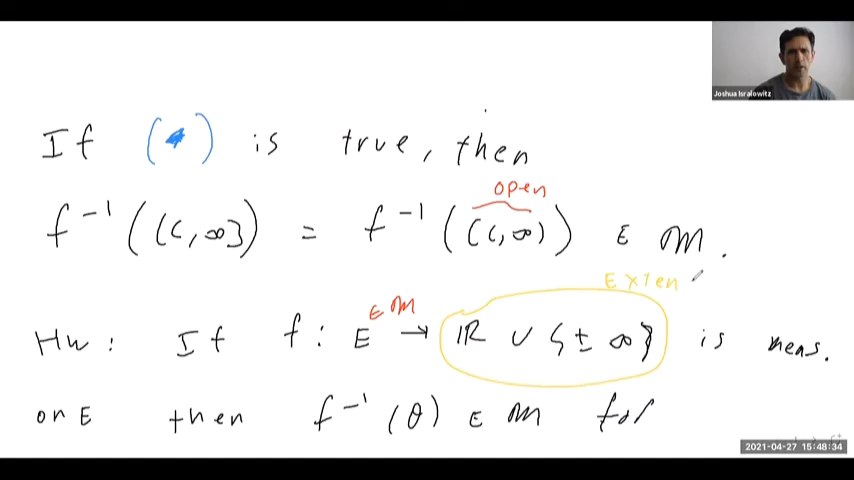 Joshua Isralowitz
If (*) is true, then
open
f⁻¹((c,∞]) = f⁻¹((c,∞)) ∈ M.
Exten
∈ M
Hw: If f: E → ℝ ∪ {±∞} is meas.
on E then f⁻¹(θ) ∈ M for
2021-04-27 15:48:34